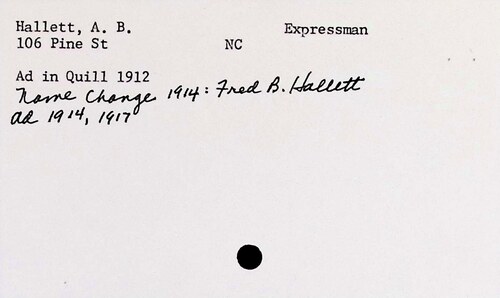 Hallett, A. B. Expressman
106 Pine St NC
Ad in Quill 1912
Name Change 1914: Fred B. Hallett
ad 1914, 1917